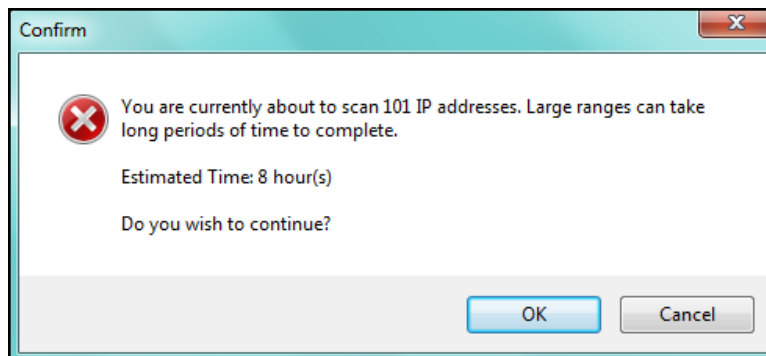 Confirm
You are currently about to scan 101 IP addresses. Large ranges can take
long periods of time to complete.
Estimated Time: 8 hour(s)
Do you wish to continue?
OK
Cancel